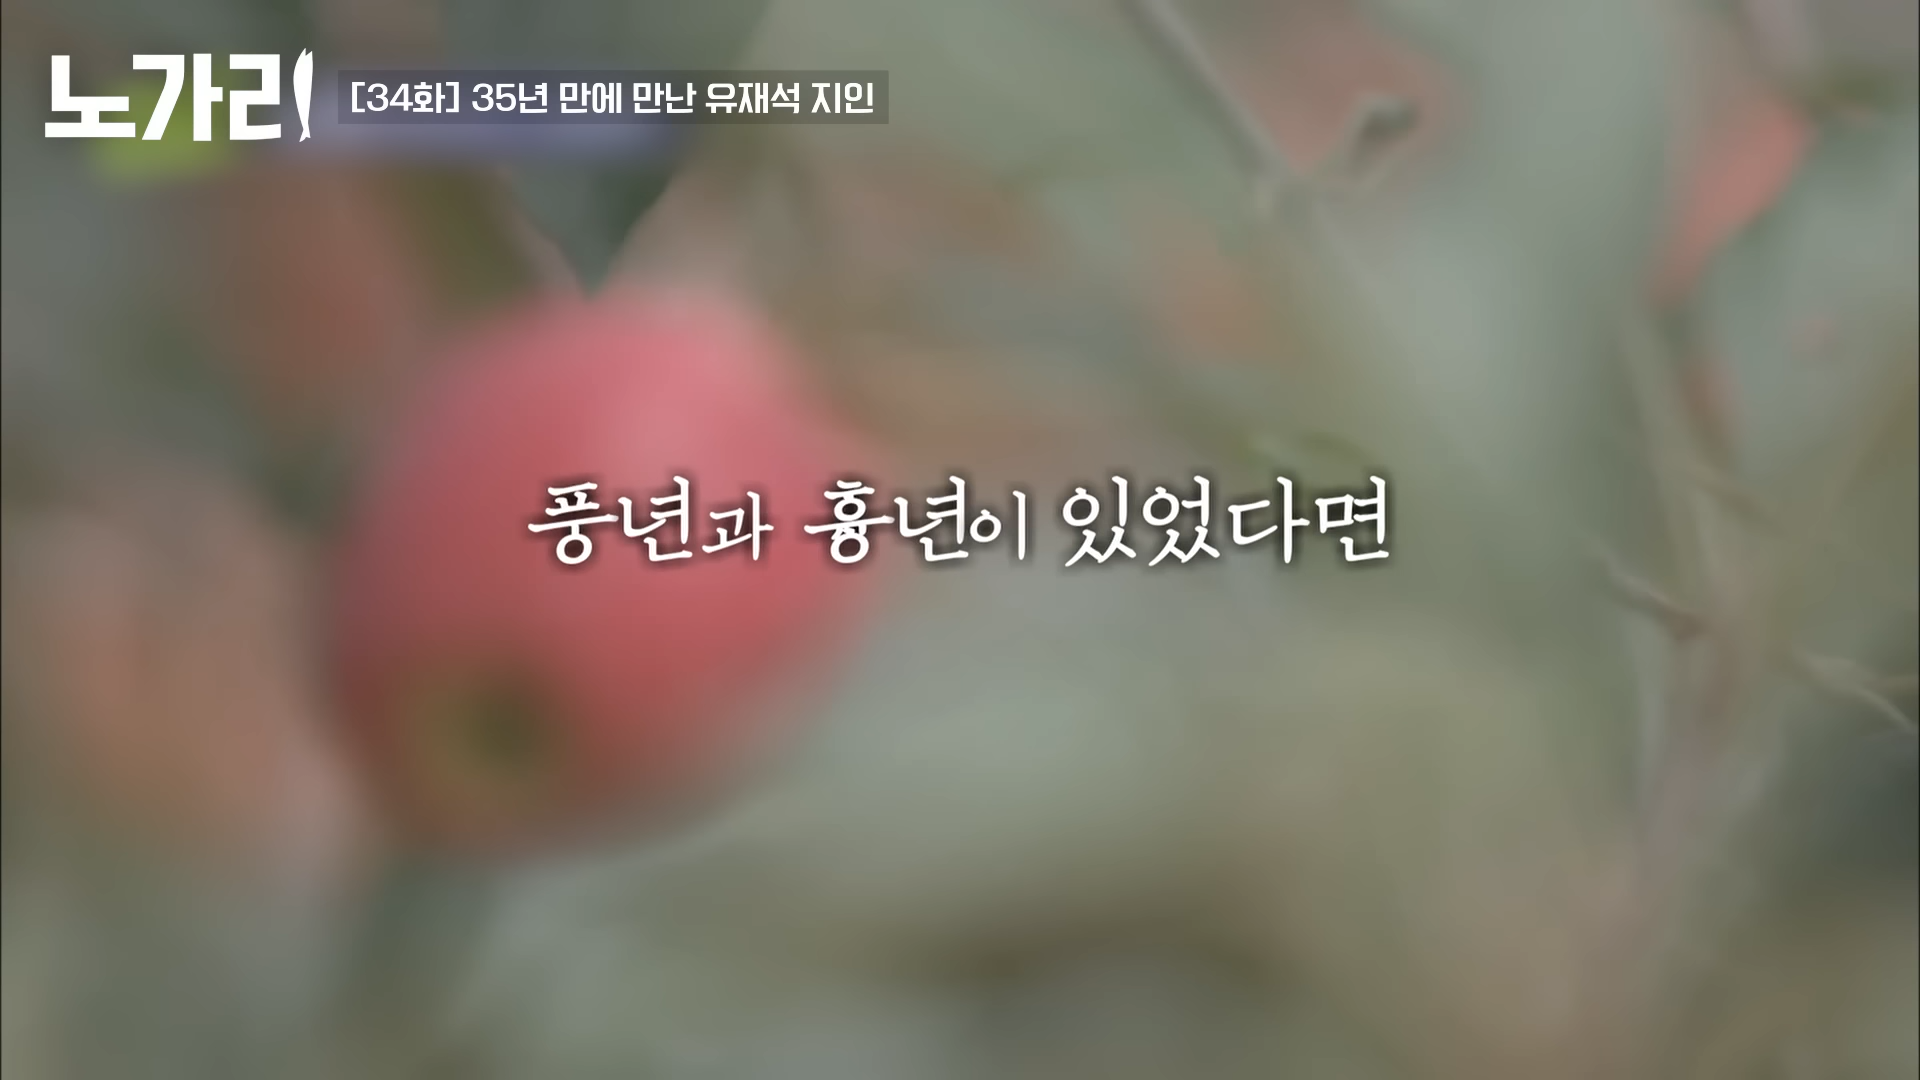 노가리
[34화] 35년 만에 만난 유재석 지인
풍년과 흉년이 있었다면